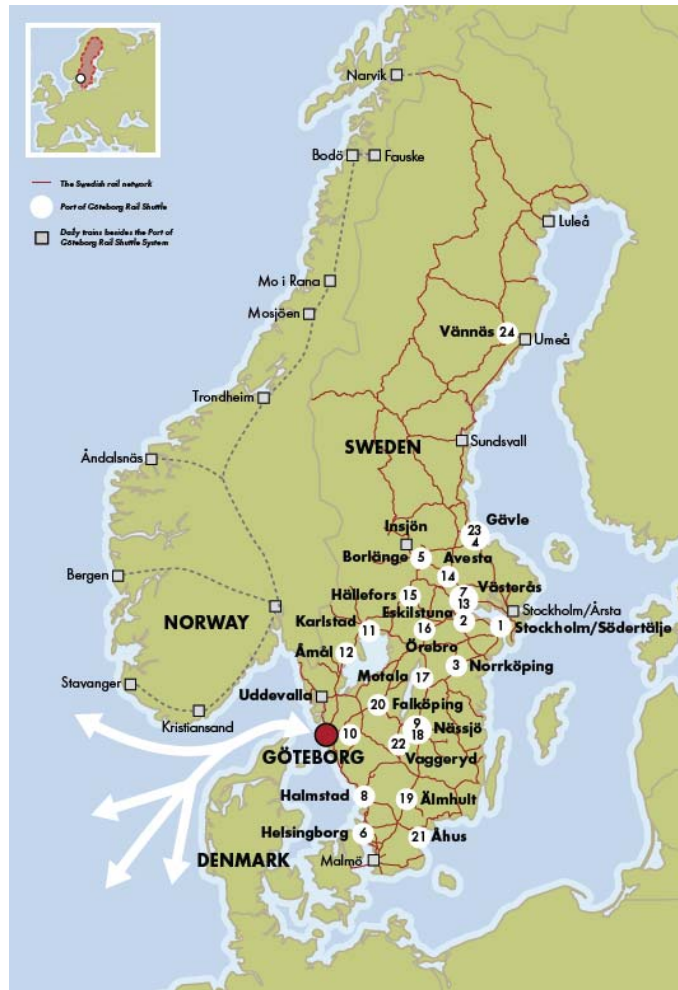 Narvik
Bodö
Fauske
The Swedish rail network
Port of Göteborg Rail Shuttle
Daily trains besides the Port of
Göteborg Rail Shuttle System
Luleå
Mo i Rana
Mosjöen
Vännäs
24
Umeå
Trondheim
SWEDEN
Sundsvall
Åndalsnäs
Gävle
23
4
Insjön
Borlänge
5
Avesta
14
Bergen
Hällefors
15
7
Västerås
13
Eskilstuna
2
Stockholm/Årsta
NORWAY
Karlstad
11
16
1
Stockholm/Södertälje
Örebro
Åmål
12
3
Norrköping
Motala
17
Stavanger
Uddevalla
20
Falköping
Kristiansand
9
18
Nässjö
10
22
GÖTEBORG
Vaggeryd
Halmstad
8
19
Älmhult
Helsingborg
6
21
Åhus
DENMARK
Malmö